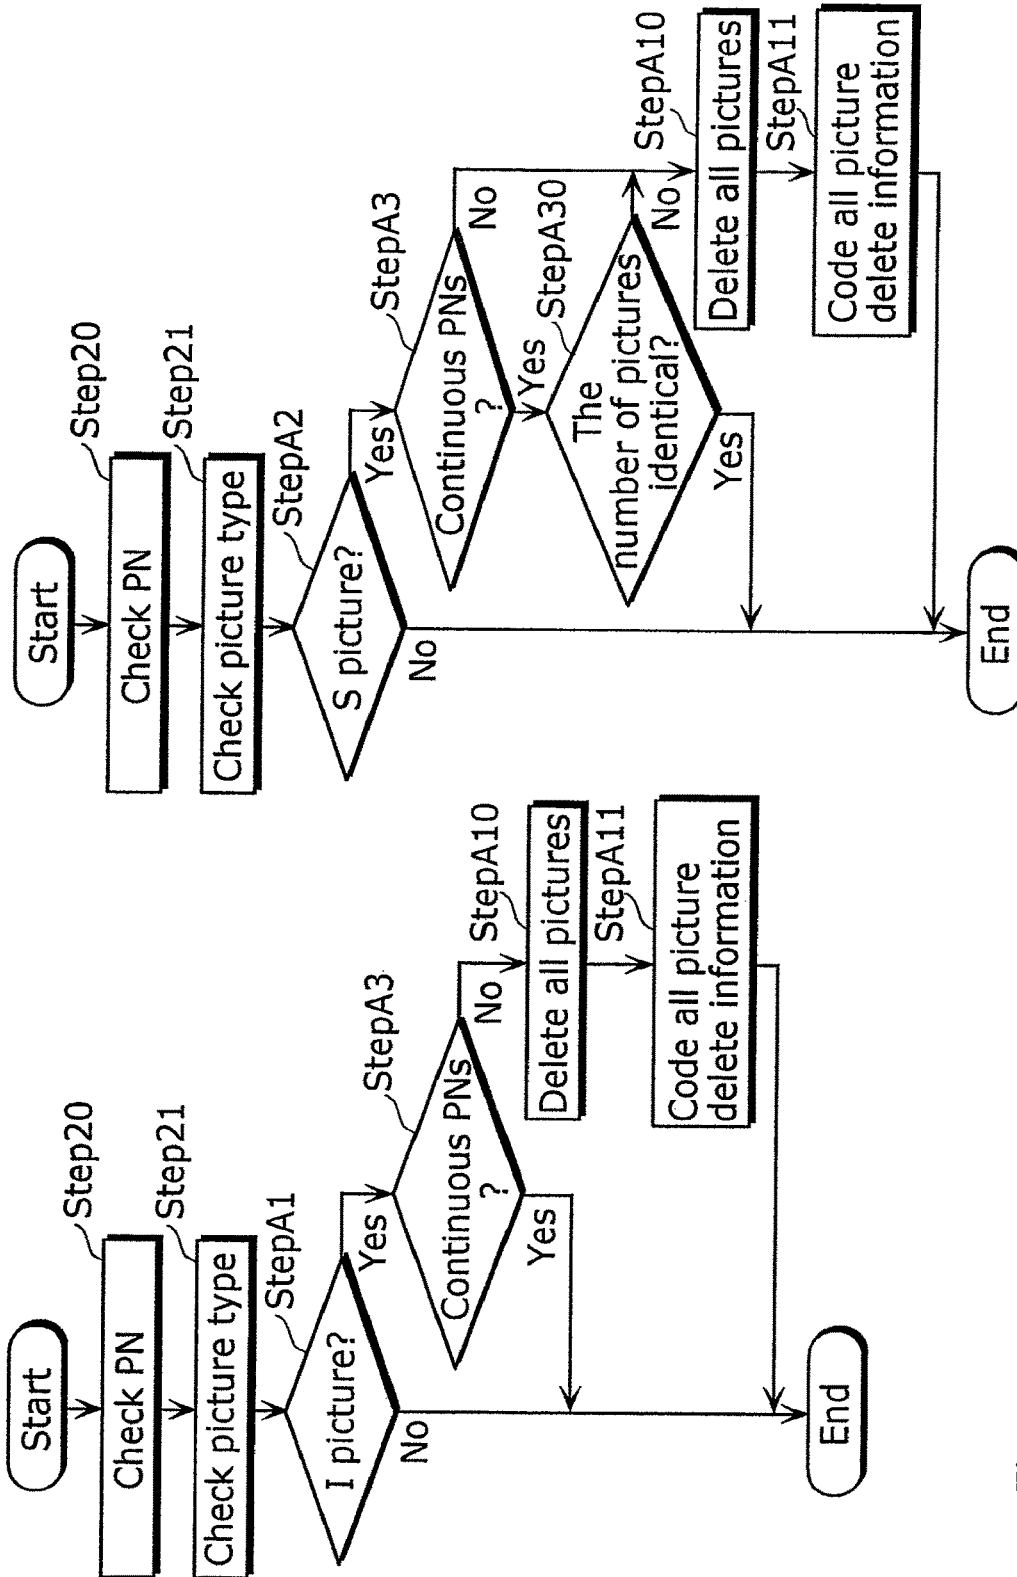 Start
Check PN
Step20
Check picture type
Step21
I picture?
StepA1
Yes
No
Continuous PNs
?
StepA3
Yes
No
Delete all pictures
StepA10
Code all picture
delete information
StepA11
End
Start
Check PN
Step20
Check picture type
Step21
S picture?
StepA2
Yes
No
Continuous PNs
?
StepA3
Yes
No
The
number of pictures
identical?
StepA30
Yes
No
Delete all pictures
StepA10
Code all picture
delete information
StepA11
End